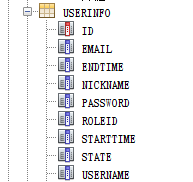 USERINFO
ID
EMAIL
ENDTIME
NICKNAME
PASSWORD
ROLEID
STARTTIME
STATE
USERNAME